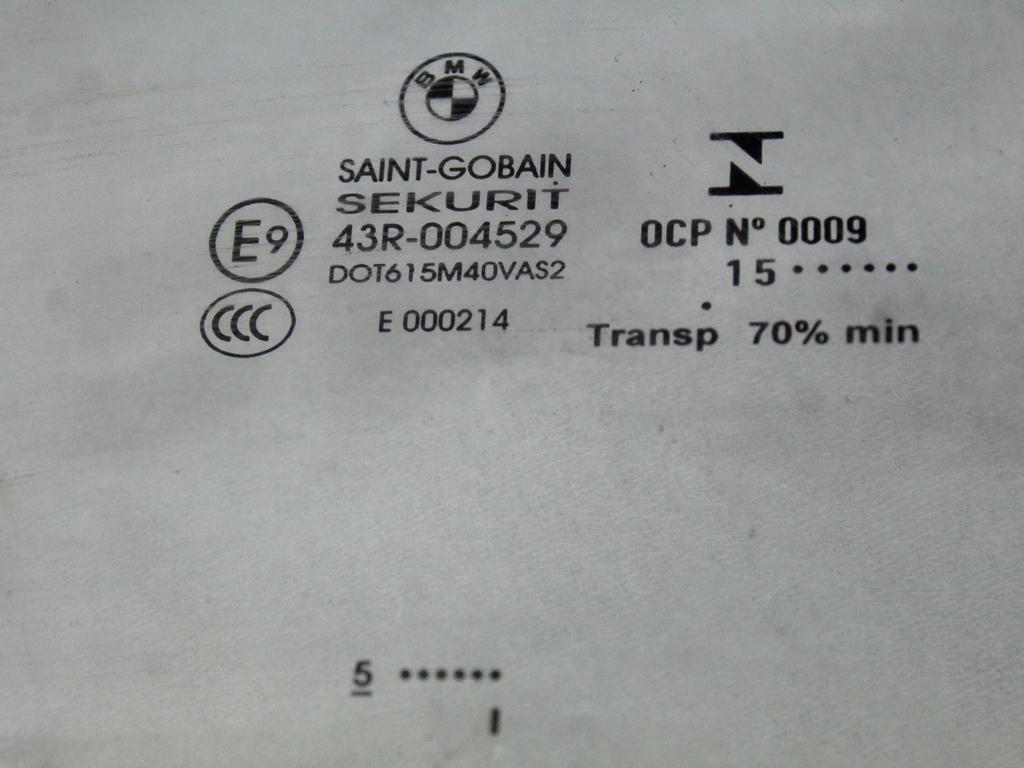 BMW
SAINT-GOBAIN
SEKURIT
E9 43R-004529
DOT615M40VAS2
CCC E 000214
OCP Nº 0009
15 ······
.
Transp 70% min
5 ······
I